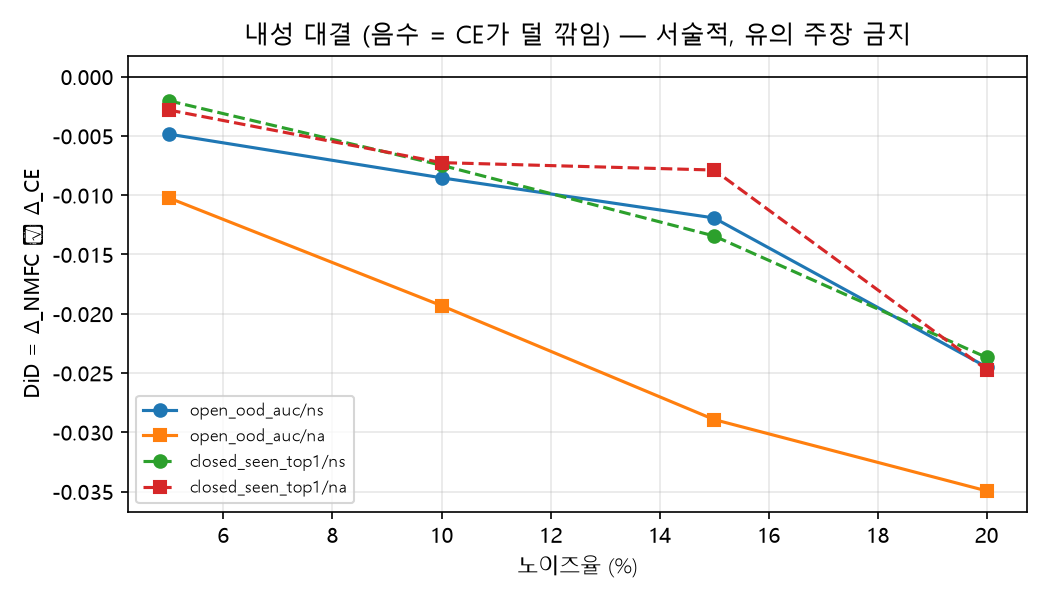 내성 대결 (음수 = CE가 덜 깎임) — 서술적, 유의 주장 금지
0.000
-0.005
-0.010
-0.015
-0.020
-0.025
-0.030
-0.035
DiD = Δ_NMFC Δ_CE
open_ood_auc/ns
open_ood_auc/na
closed_seen_top1/ns
closed_seen_top1/na
6 8 10 12 14 16 18 20
노이즈율 (%)